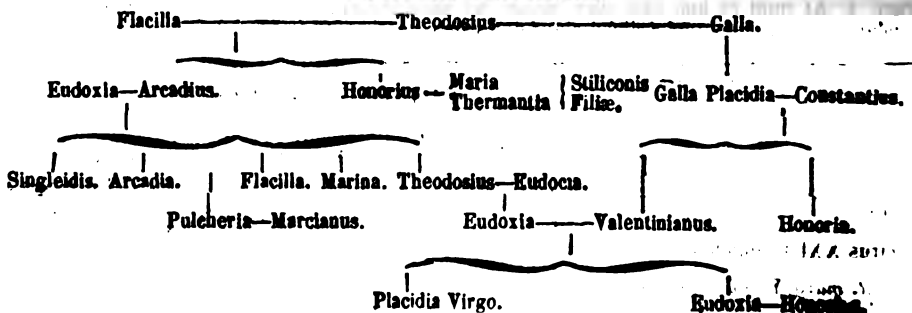 Flacilla—Theodosius—Galla.
Eudoxia—Arcadius. Honorius—Maria Thermantia Stiliconis Filiæ. Galla Placidia—Constantius.
Singleidis. Arcadia. Flacilla. Marina. Theodosius—Eudocia.
Pulcheria—Marcianus. Eudoxia—Valentinianus. Honoria.
Placidia Virgo. Eudoxia—